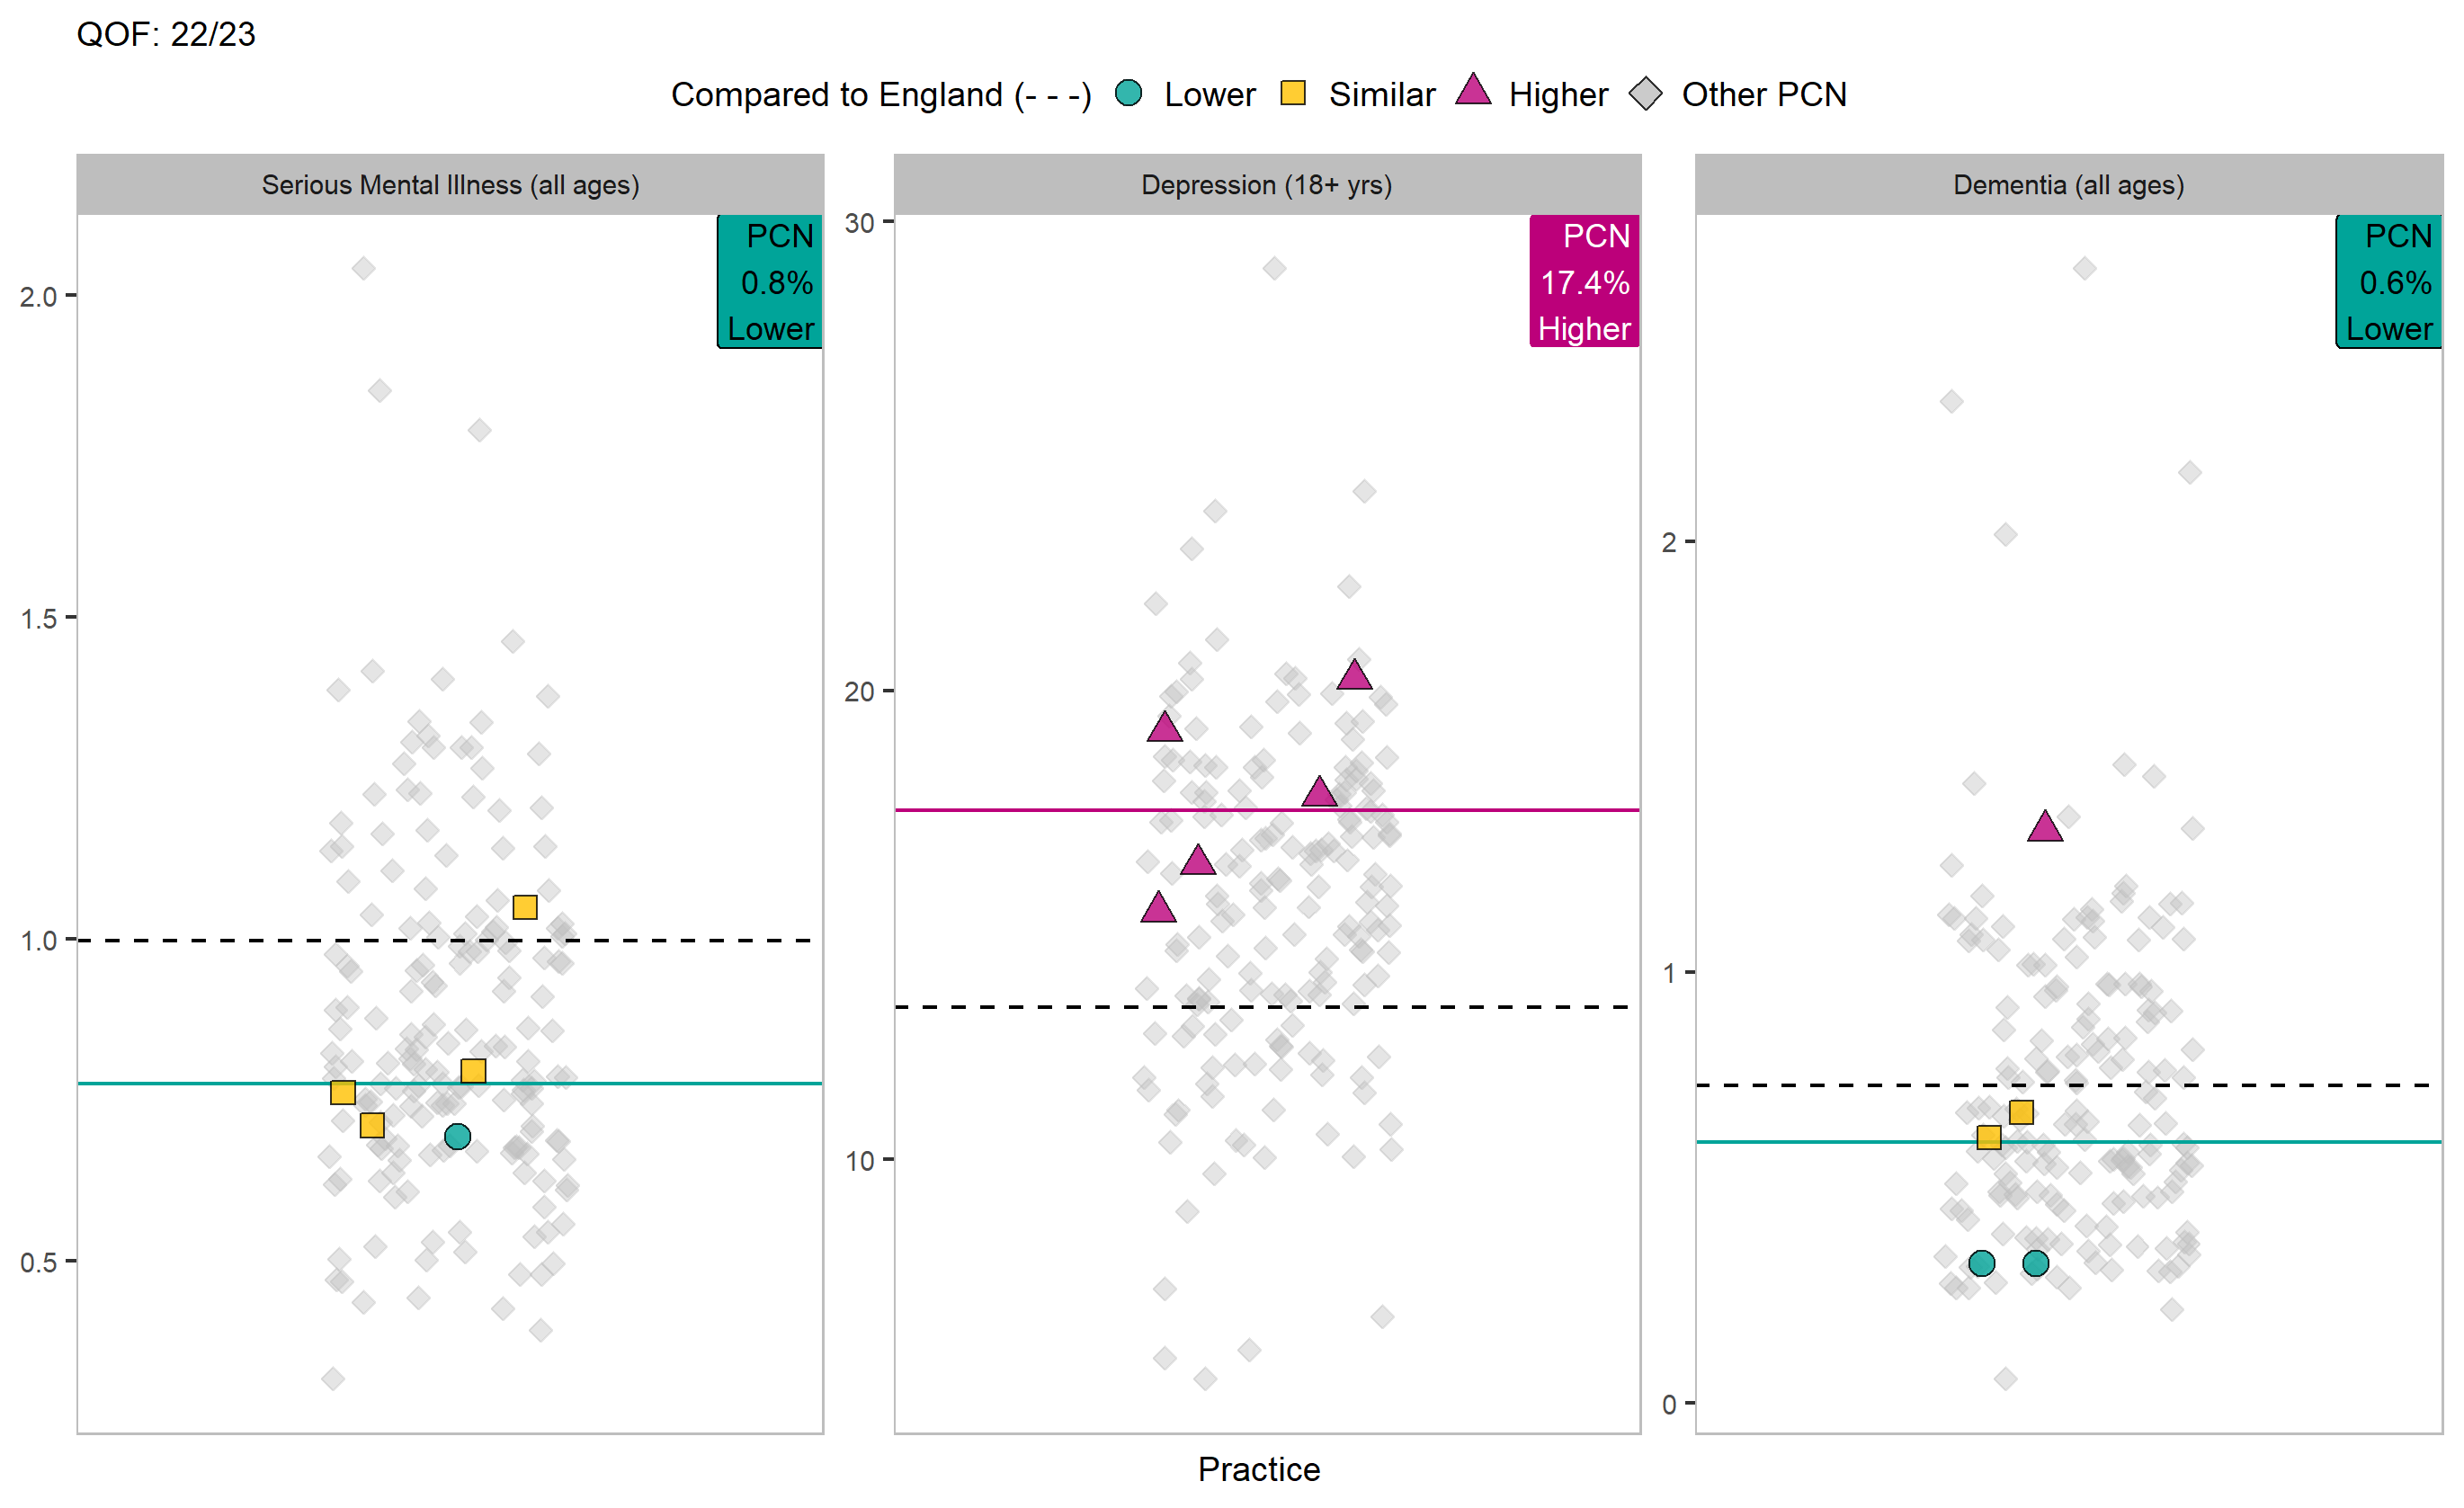 QOF: 22/23
Compared to England (- - -) Lower Similar Higher Other PCN
Serious Mental Illness (all ages)
PCN
0.8%
Lower
2.0
1.5
1.0
0.5
Depression (18+ yrs)
PCN
17.4%
Higher
30
20
10
Dementia (all ages)
PCN
0.6%
Lower
2
1
0
Practice